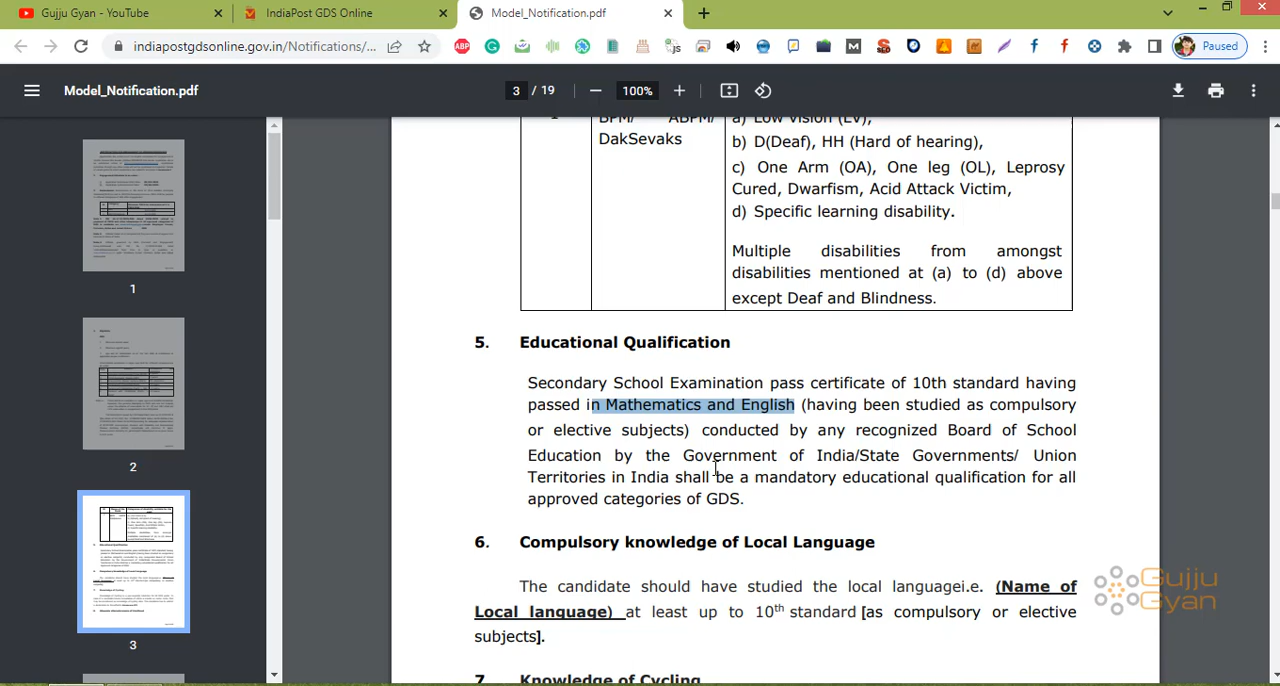 Gujju Gyan - YouTube
IndiaPost GDS Online
Model_Notification.pdf
indiapostgdsonline.gov.in/Notifications/...
Paused
Model_Notification.pdf
3 / 19
100%
BPM/ ABPM/
DakSevaks
a) Low Vision (LV),
b) D(Deaf), HH (Hard of hearing),
c) One Arm (OA), One leg (OL), Leprosy
Cured, Dwarfism, Acid Attack Victim,
d) Specific learning disability.
Multiple disabilities from amongst
disabilities mentioned at (a) to (d) above
except Deaf and Blindness.
5. Educational Qualification
Secondary School Examination pass certificate of 10th standard having
passed in Mathematics and English (having been studied as compulsory
or elective subjects) conducted by any recognized Board of School
Education by the Government of India/State Governments/ Union
Territories in India shall be a mandatory educational qualification for all
approved categories of GDS.
6. Compulsory knowledge of Local Language
The candidate should have studied the local languagei.e. (Name of
Local language) at least up to 10th standard [as compulsory or elective
subjects].
7 Knowledge of Cycling
1
2
3
Gujju
Gyan